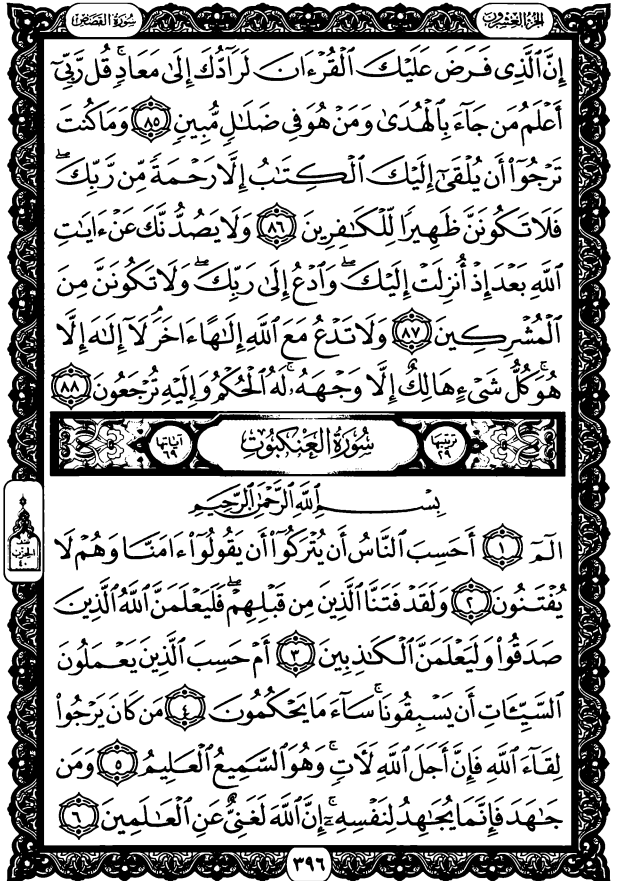 الجزء العشرون
سورة القصص
إِنَّ ٱلَّذِى فَرَضَ عَلَيْكَ ٱلْقُرْءَانَ لَرَآدُّكَ إِلَىٰ مَعَادٍۚ قُل رَّبِّىٓ
أَعْلَمُ مَن جَآءَ بِٱلْهُدَىٰ وَمَنْ هُوَ فِى ضَلَٰلٍ مُّبِينٍ ٨٥ وَمَا كُنتَ
تَرْجُوٓا۟ أَن يُلْقَىٰٓ إِلَيْكَ ٱلْكِتَٰبُ إِلَّا رَحْمَةً مِّن رَّبِّكَۖ
فَلَا تَكُونَنَّ ظَهِيرًا لِّلْكَٰفِرِينَ ٨٦ وَلَا يَصُدُّنَّكَ عَنْ ءَايَٰتِ
ٱللَّهِ بَعْدَ إِذْ أُنزِلَتْ إِلَيْكَۖ وَٱدْعُ إِلَىٰ رَبِّكَۖ وَلَا تَكُونَنَّ مِنَ
ٱلْمُشْرِكِينَ ٨٧ وَلَا تَدْعُ مَعَ ٱللَّهِ إِلَٰهًا ءَاخَرَۘ لَآ إِلَٰهَ إِلَّا
هُوَۚ كُلُّ شَىْءٍ هَالِكٌ إِلَّا وَجْهَهُۥۚ لَهُ ٱلْحُكْمُ وَإِلَيْهِ تُرْجَعُونَ ٨٨
ترتيبها ٢٩
سورة العنكبوت
آياتها ٦٩
بِسْمِ ٱللَّهِ ٱلرَّحْمَٰنِ ٱلرَّحِيمِ
الٓمٓ ١ أَحَسِبَ ٱلنَّاسُ أَن يُتْرَكُوٓا۟ أَن يَقُولُوٓا۟ ءَامَنَّا وَهُمْ لَا
يُفْتَنُونَ ٢ وَلَقَدْ فَتَنَّا ٱلَّذِينَ مِن قَبْلِهِمْۖ فَلَيَعْلَمَنَّ ٱللَّهُ ٱلَّذِينَ
صَدَقُوا۟ وَلَيَعْلَمَنَّ ٱلْكَٰذِبِينَ ٣ أَمْ حَسِبَ ٱلَّذِينَ يَعْمَلُونَ
ٱلسَّيِّـَٔاتِ أَن يَسْبِقُونَاۚ سَآءَ مَا يَحْكُمُونَ ٤ مَن كَانَ يَرْجُوا۟
لِقَآءَ ٱللَّهِ فَإِنَّ أَجَلَ ٱللَّهِ لَـَٔاتٍۚ وَهُوَ ٱلسَّمِيعُ ٱلْعَلِيمُ ٥ وَمَن
جَٰهَدَ فَإِنَّمَا يُجَٰهِدُ لِنَفْسِهِۦٓۚ إِنَّ ٱللَّهَ لَغَنِىٌّ عَنِ ٱلْعَٰلَمِينَ ٦
الحزب
٤٠
٣٩٦